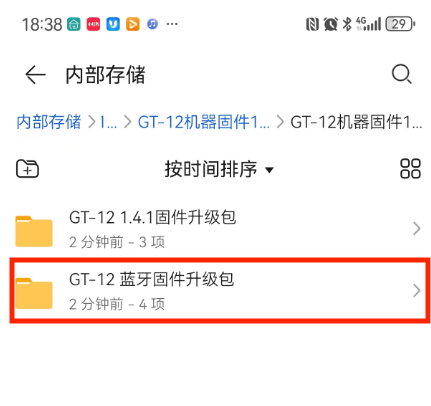 18:38 ··· 4G 29
内部存储
内部存储 I... GT-12机器固件1... GT-12机器固件1...
按时间排序
GT-12 1.4.1固件升级包
2 分钟前 - 3 项
GT-12 蓝牙固件升级包
2 分钟前 - 4 项